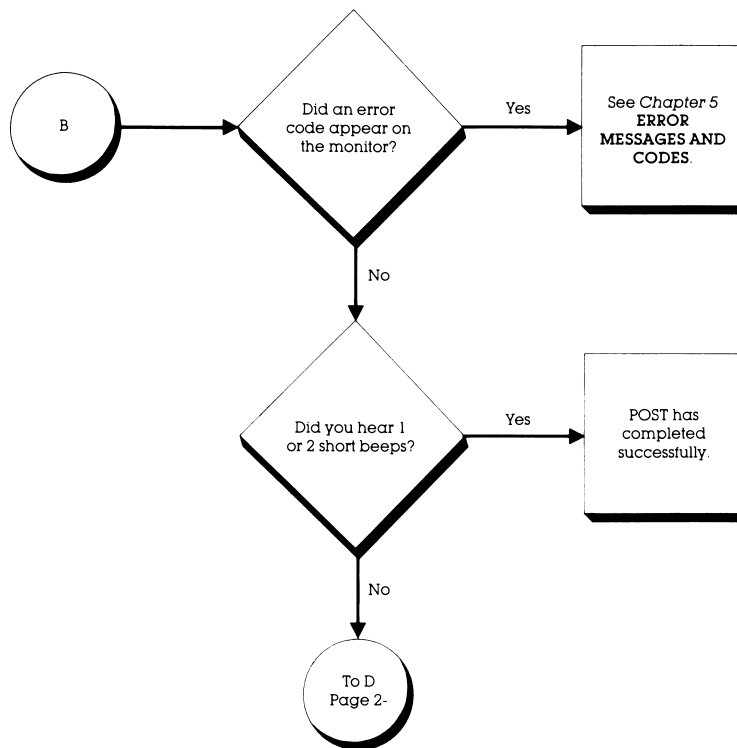 B
Did an error
code appear on
the monitor?
Yes
See Chapter 5
ERROR
MESSAGES AND
CODES.
No
Did you hear 1
or 2 short beeps?
Yes
POST has
completed
successfully.
No
To D
Page 2-